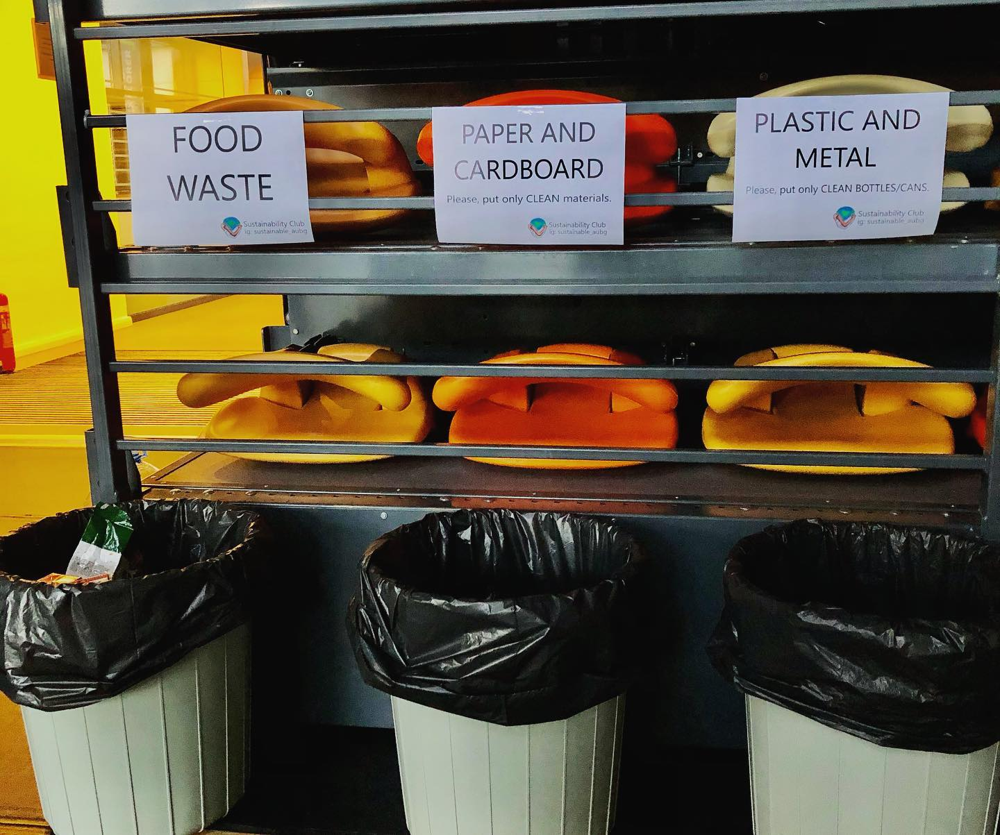 FOOD
WASTE
Sustainability Club
ig: sustainable_aubg
PAPER AND
CARDBOARD
Please, put only CLEAN materials.
Sustainability Club
ig: sustainable_aubg
PLASTIC AND
METAL
Please, put only CLEAN BOTTLES/CANS.
Sustainability Club
ig: sustainable_aubg